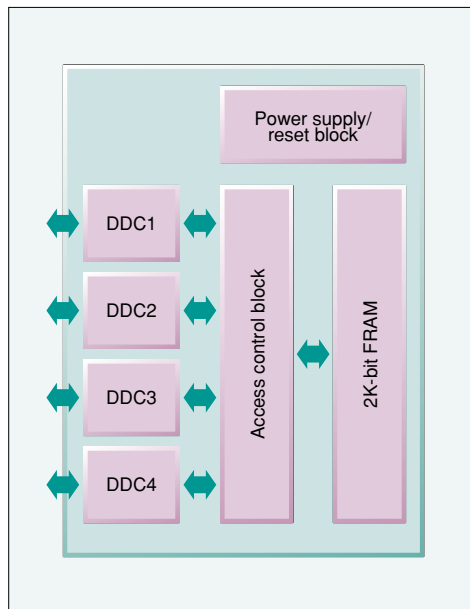 Power supply/
reset block
DDC1
DDC2
DDC3
DDC4
Access control block
2K-bit FRAM